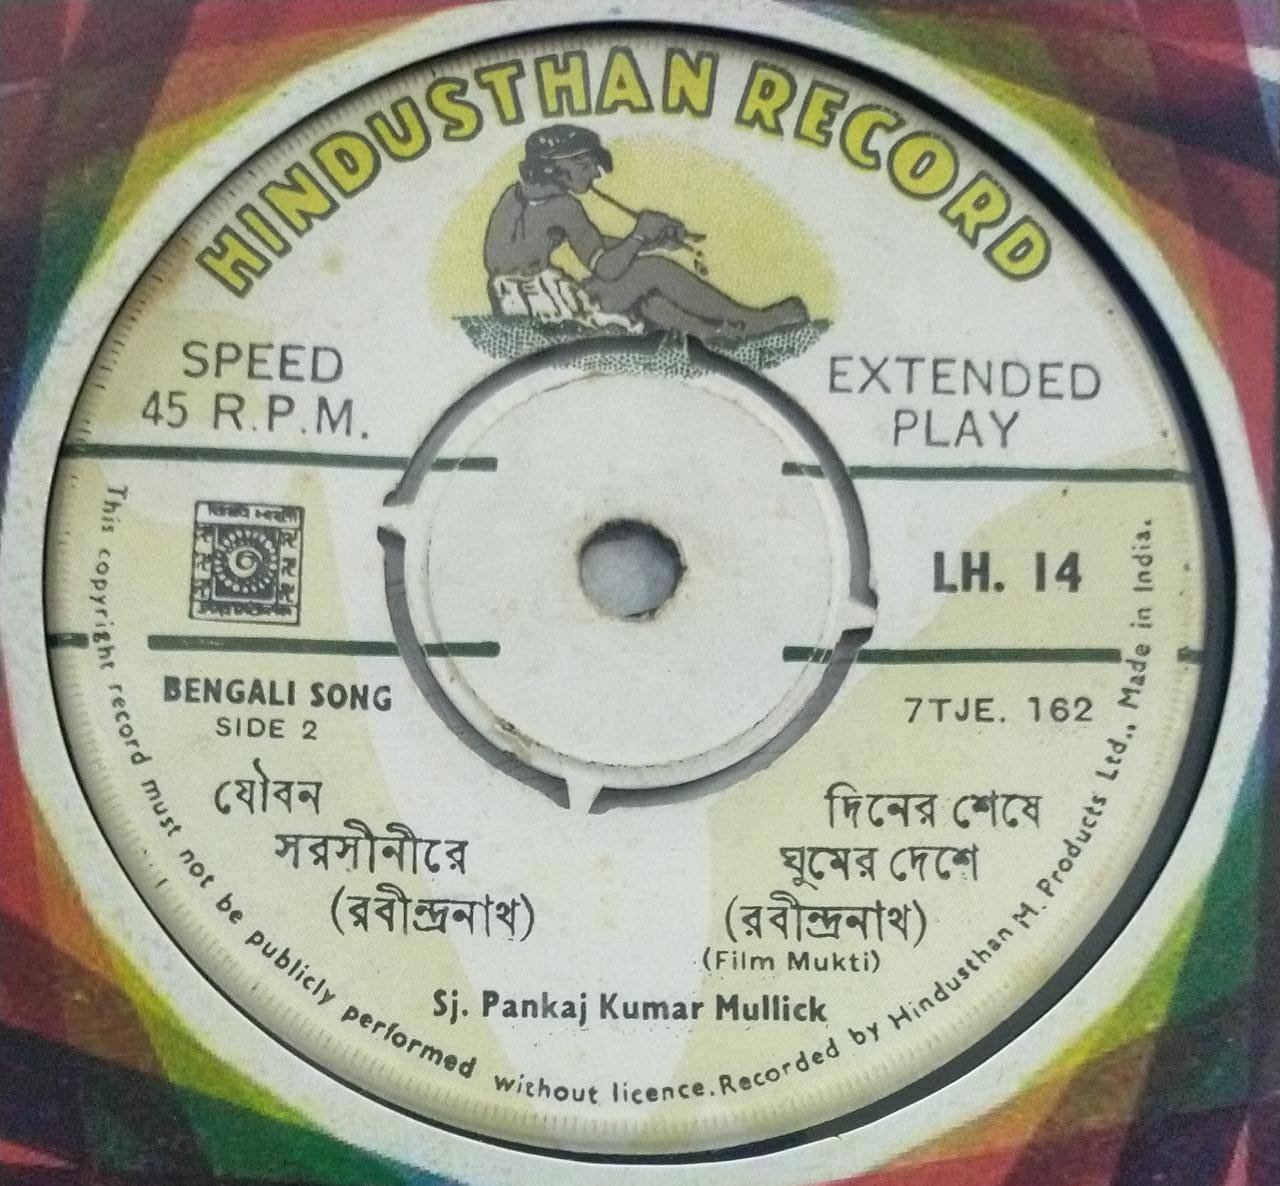 HINDUSTHAN RECORD
SPEED
45 R.P.M.
EXTENDED
PLAY
LH. 14
BENGALI SONG
SIDE 2
7TJE. 162
যৌবন
সরসীনীরে
(রবীন্দ্রনাথ)
দিনের শেষে
ঘুমের দেশে
(রবীন্দ্রনাথ)
(Film Mukti)
Sj. Pankaj Kumar Mullick
This copyright record must not be publicly performed without licence. Recorded by Hindusthan M. Products Ltd., Made in India.